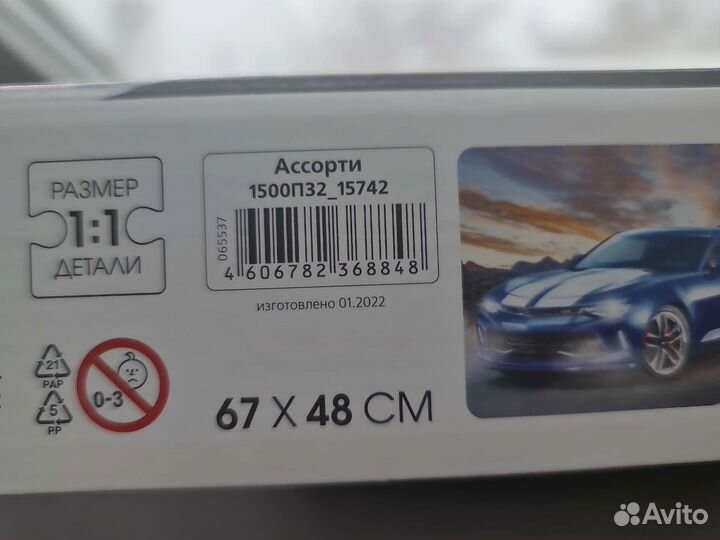 РАЗМЕР
1:1
ДЕТАЛИ
Ассорти
1500П32_15742
065537
4 606782 368848
изготовлено 01.2022
21
PAP
5
PP
0-3
67 X 48 СМ
Avito